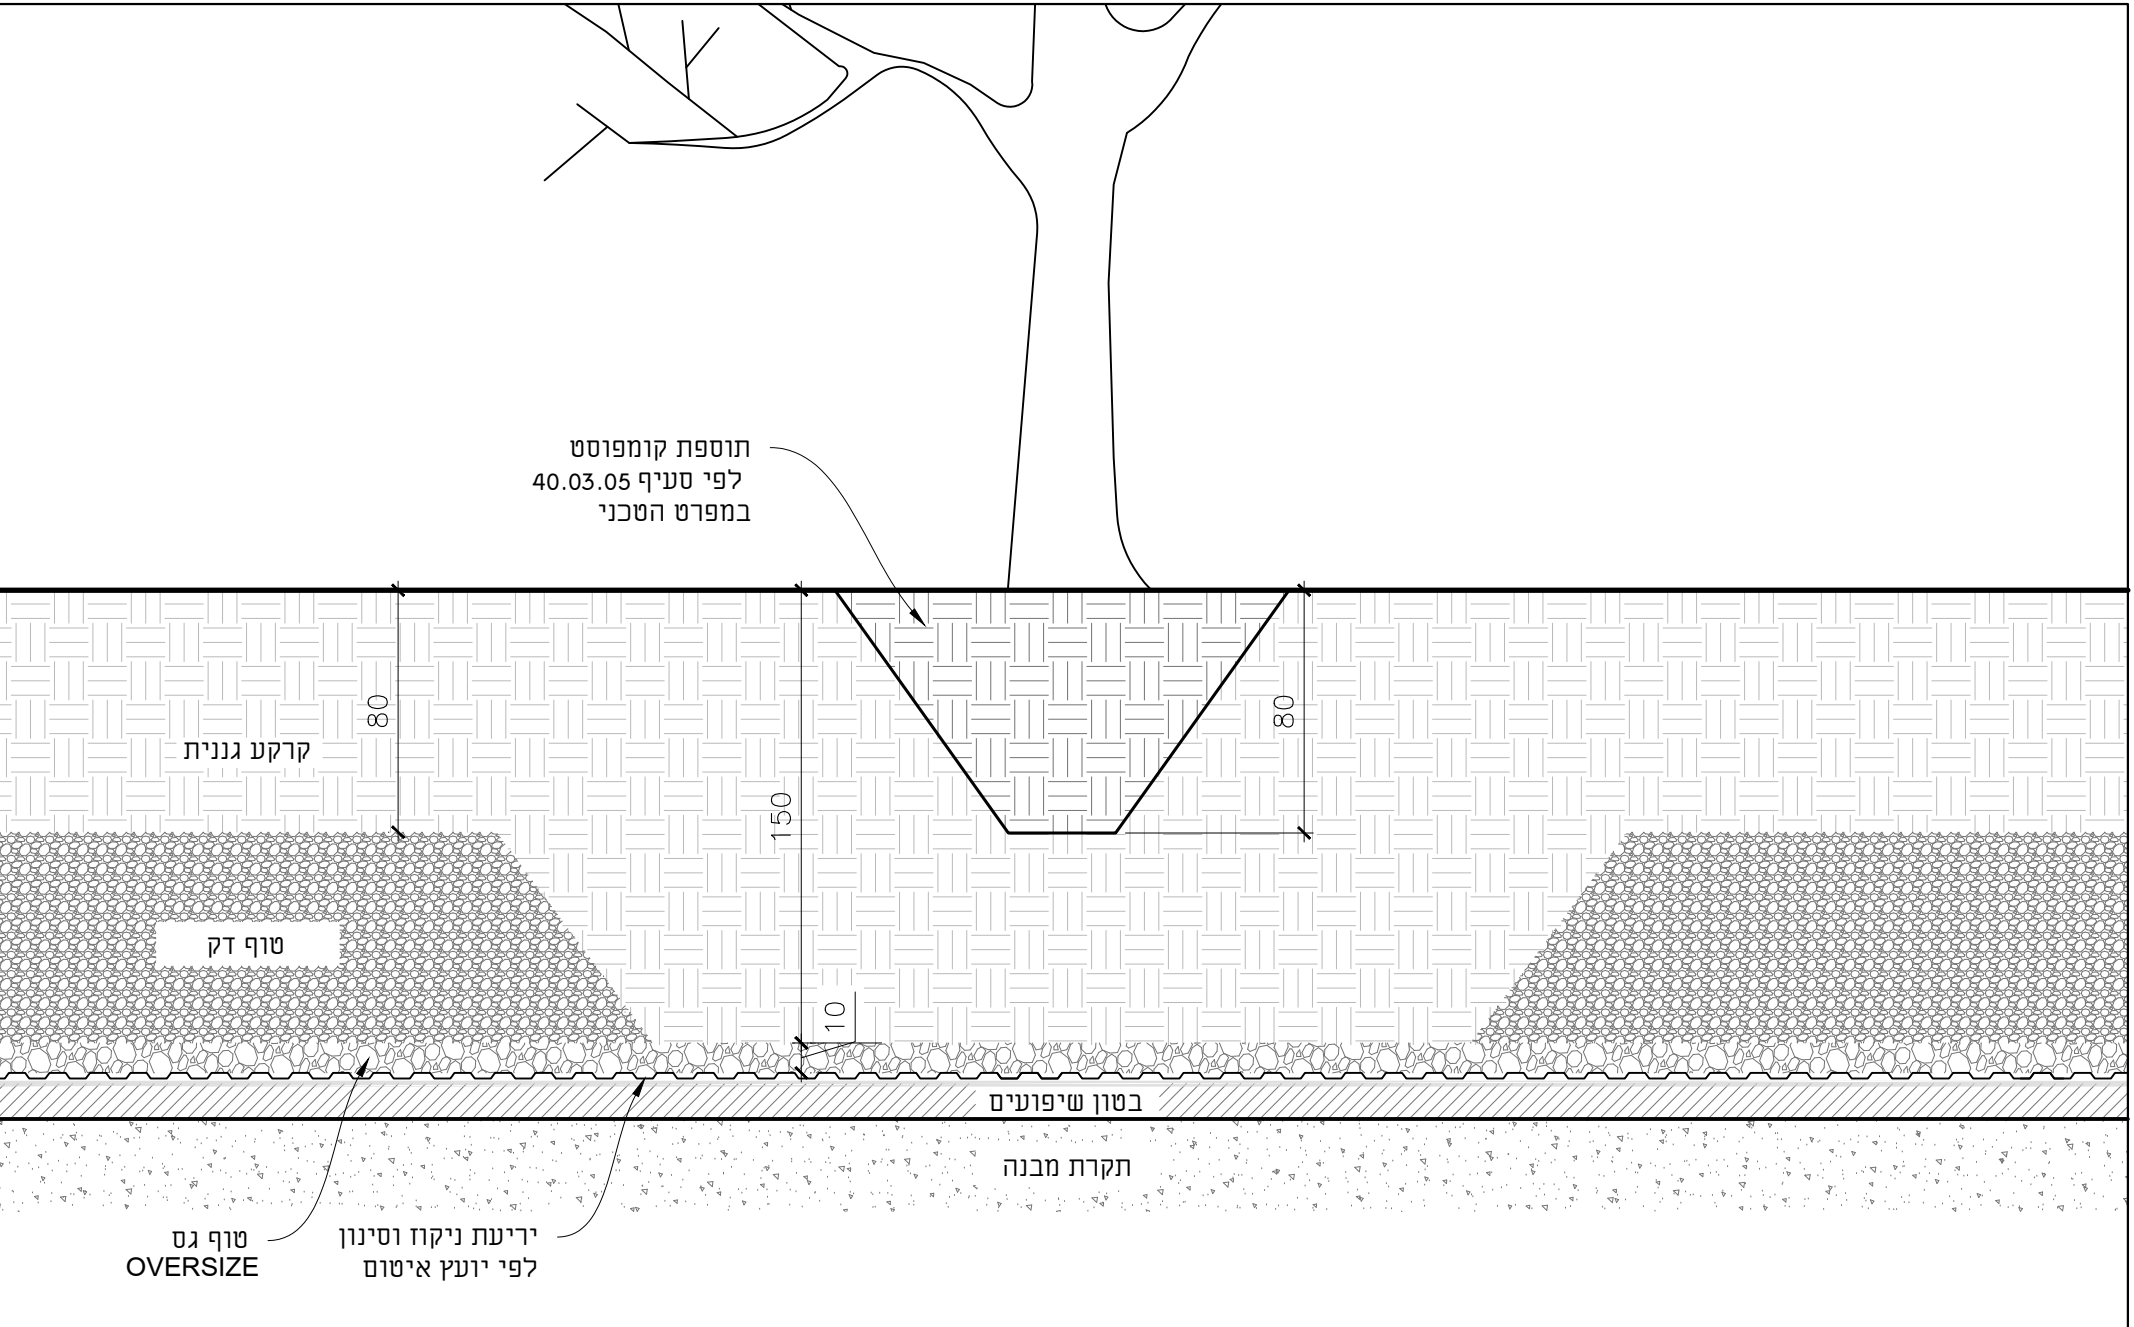 תוספת קומפוסט
לפי סעיף 40.03.05
במפרט הטכני
80
80
קרקע גננית
150
טוף דק
10
בטון שיפועים
תקרת מבנה
יריעת ניקוז וסינון
לפי יועץ איטום
טוף גס
OVERSIZE